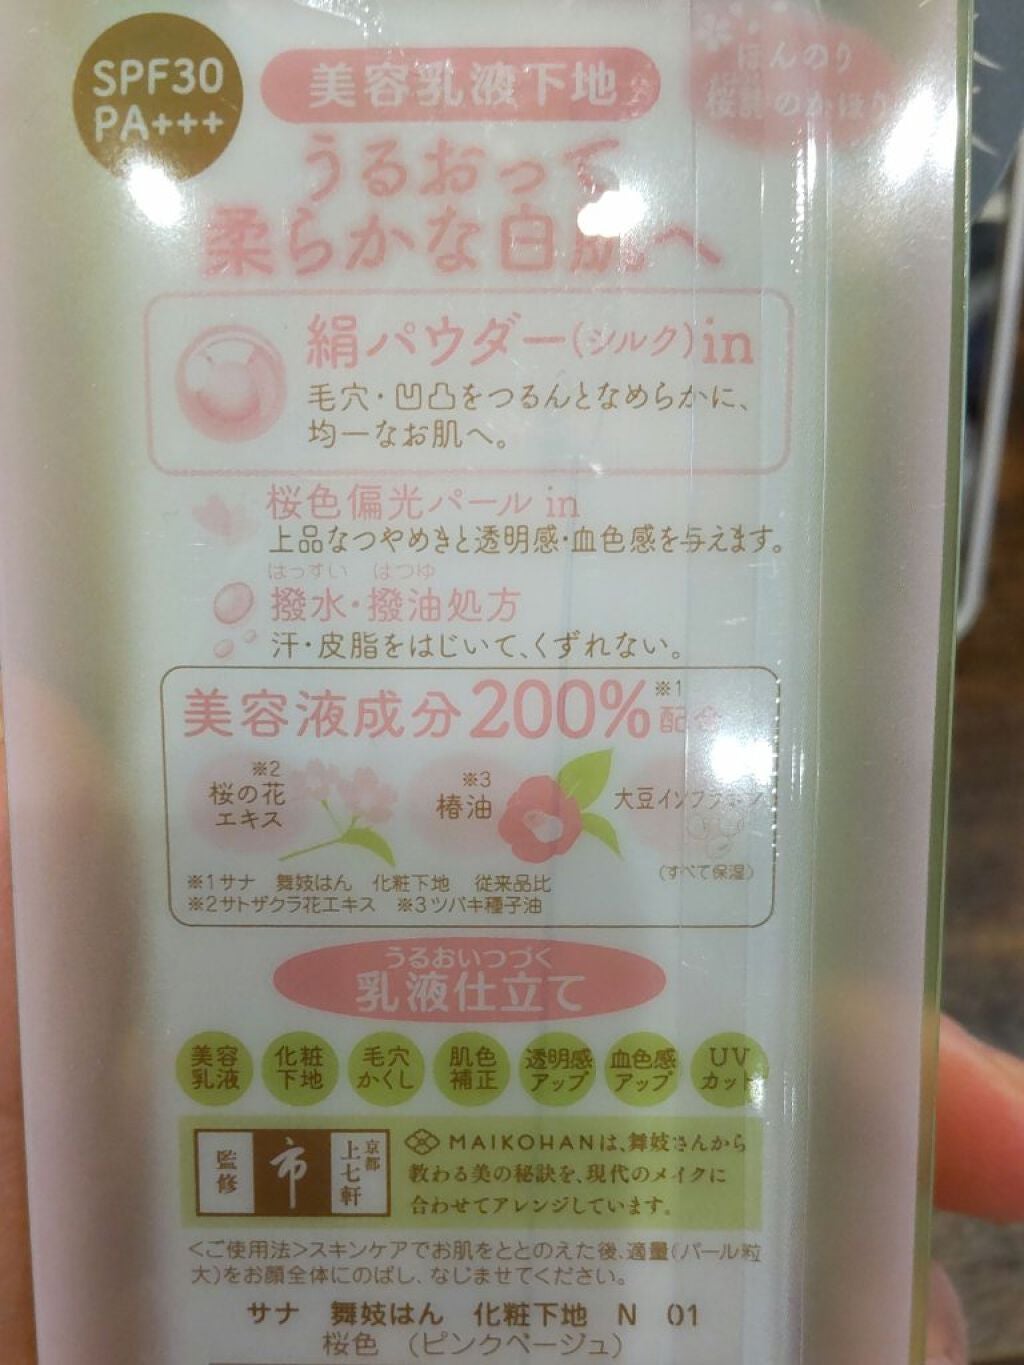 SPF30
PA+++
美容乳液下地
ほんのり
桜 のかほり
うるおって
柔らかな白肌へ
絹パウダー(シルク)in
毛穴・凹凸をつるんとなめらかに、
均一なお肌へ。
桜色偏光パールin
上品なつやめきと透明感・血色感を与えます。
はっすい はつゆ
撥水・撥油処方
汗・皮脂をはじいて、くずれない。
美容液成分200%※1配合
※2
桜の花
エキス
※3
椿油
大豆イソフラボン
(すべて保湿)
※1サナ 舞妓はん 化粧下地 従来品比
※2サトザクラ花エキス ※3ツバキ種子油
うるおいつづく
乳液仕立て
美容
乳液
化粧
下地
毛穴
かくし
肌色
補正
透明感
アップ
血色感
アップ
UV
カット
監修
市
京都
上七軒
MAIKOHANは、舞妓さんから
教わる美の秘訣を、現代のメイクに
合わせてアレンジしています。
<ご使用法>スキンケアでお肌をととのえた後、適量(パール粒
大)をお顔全体にのばし、なじませてください。
サナ 舞妓はん 化粧下地 N 01
桜色 (ピンクベージュ)